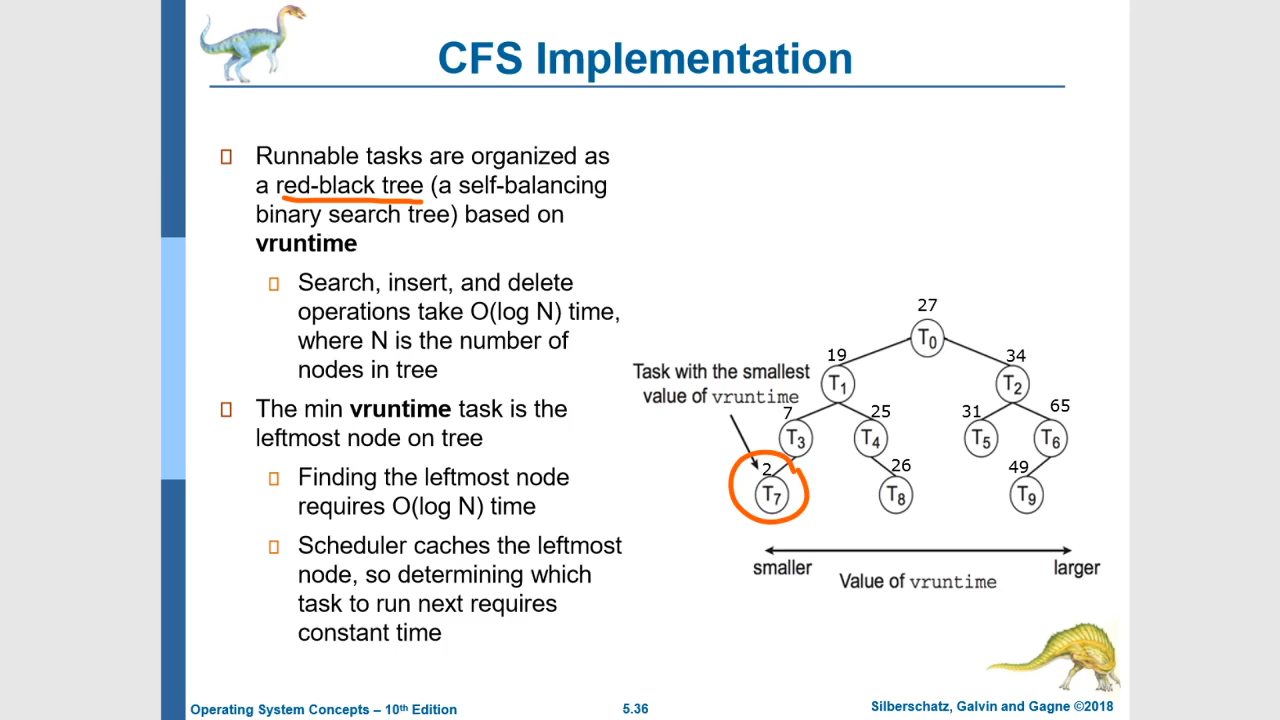 CFS Implementation
Runnable tasks are organized as
a red-black tree (a self-balancing
binary search tree) based on
vruntime
Search, insert, and delete
operations take O(log N) time,
where N is the number of
nodes in tree
The min vruntime task is the
leftmost node on tree
Finding the leftmost node
requires O(log N) time
Scheduler caches the leftmost
node, so determining which
task to run next requires
constant time
Task with the smallest
value of vruntime
27
T0
19
34
T1
T2
7
25
31
65
T3
T4
T5
T6
2
26
49
T7
T8
T9
smaller
larger
Value of vruntime
Operating System Concepts – 10th Edition
5.36
Silberschatz, Galvin and Gagne ©2018